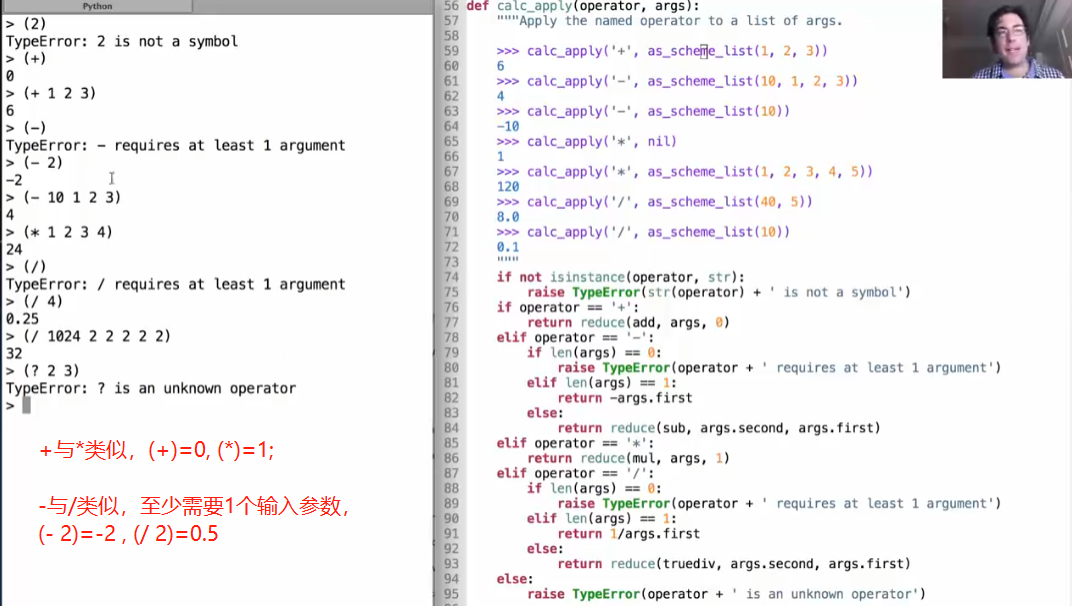 Python
> (2)
TypeError: 2 is not a symbol
> (+)
0
> (+ 1 2 3)
6
> (-)
TypeError: - requires at least 1 argument
> (- 2)
-2
> (- 10 1 2 3)
4
> (* 1 2 3 4)
24
> (/)
TypeError: / requires at least 1 argument
> (/ 4)
0.25
> (/ 1024 2 2 2 2 2)
32
> (? 2 3)
TypeError: ? is an unknown operator
>
+与*类似，(+)=0, (*)=1;
-与/类似，至少需要1个输入参数，
(- 2)=-2 , (/ 2)=0.5
56 def calc_apply(operator, args):
57     """Apply the named operator to a list of args.
58
59     >>> calc_apply('+', as_scheme_list(1, 2, 3))
60     6
61     >>> calc_apply('-', as_scheme_list(10, 1, 2, 3))
62     4
63     >>> calc_apply('-', as_scheme_list(10))
64     -10
65     >>> calc_apply('*', nil)
66     1
67     >>> calc_apply('*', as_scheme_list(1, 2, 3, 4, 5))
68     120
69     >>> calc_apply('/', as_scheme_list(40, 5))
70     8.0
71     >>> calc_apply('/', as_scheme_list(10))
72     0.1
73     """
74     if not isinstance(operator, str):
75         raise TypeError(str(operator) + ' is not a symbol')
76     if operator == '+':
77         return reduce(add, args, 0)
78     elif operator == '-':
79         if len(args) == 0:
80             raise TypeError(operator + ' requires at least 1 argument')
81         elif len(args) == 1:
82             return -args.first
83         else:
84             return reduce(sub, args.second, args.first)
85     elif operator == '*':
86         return reduce(mul, args, 1)
87     elif operator == '/':
88         if len(args) == 0:
89             raise TypeError(operator + ' requires at least 1 argument')
90         elif len(args) == 1:
91             return 1/args.first
92         else:
93             return reduce(truediv, args.second, args.first)
94     else:
95         raise TypeError(operator + ' is an unknown operator')